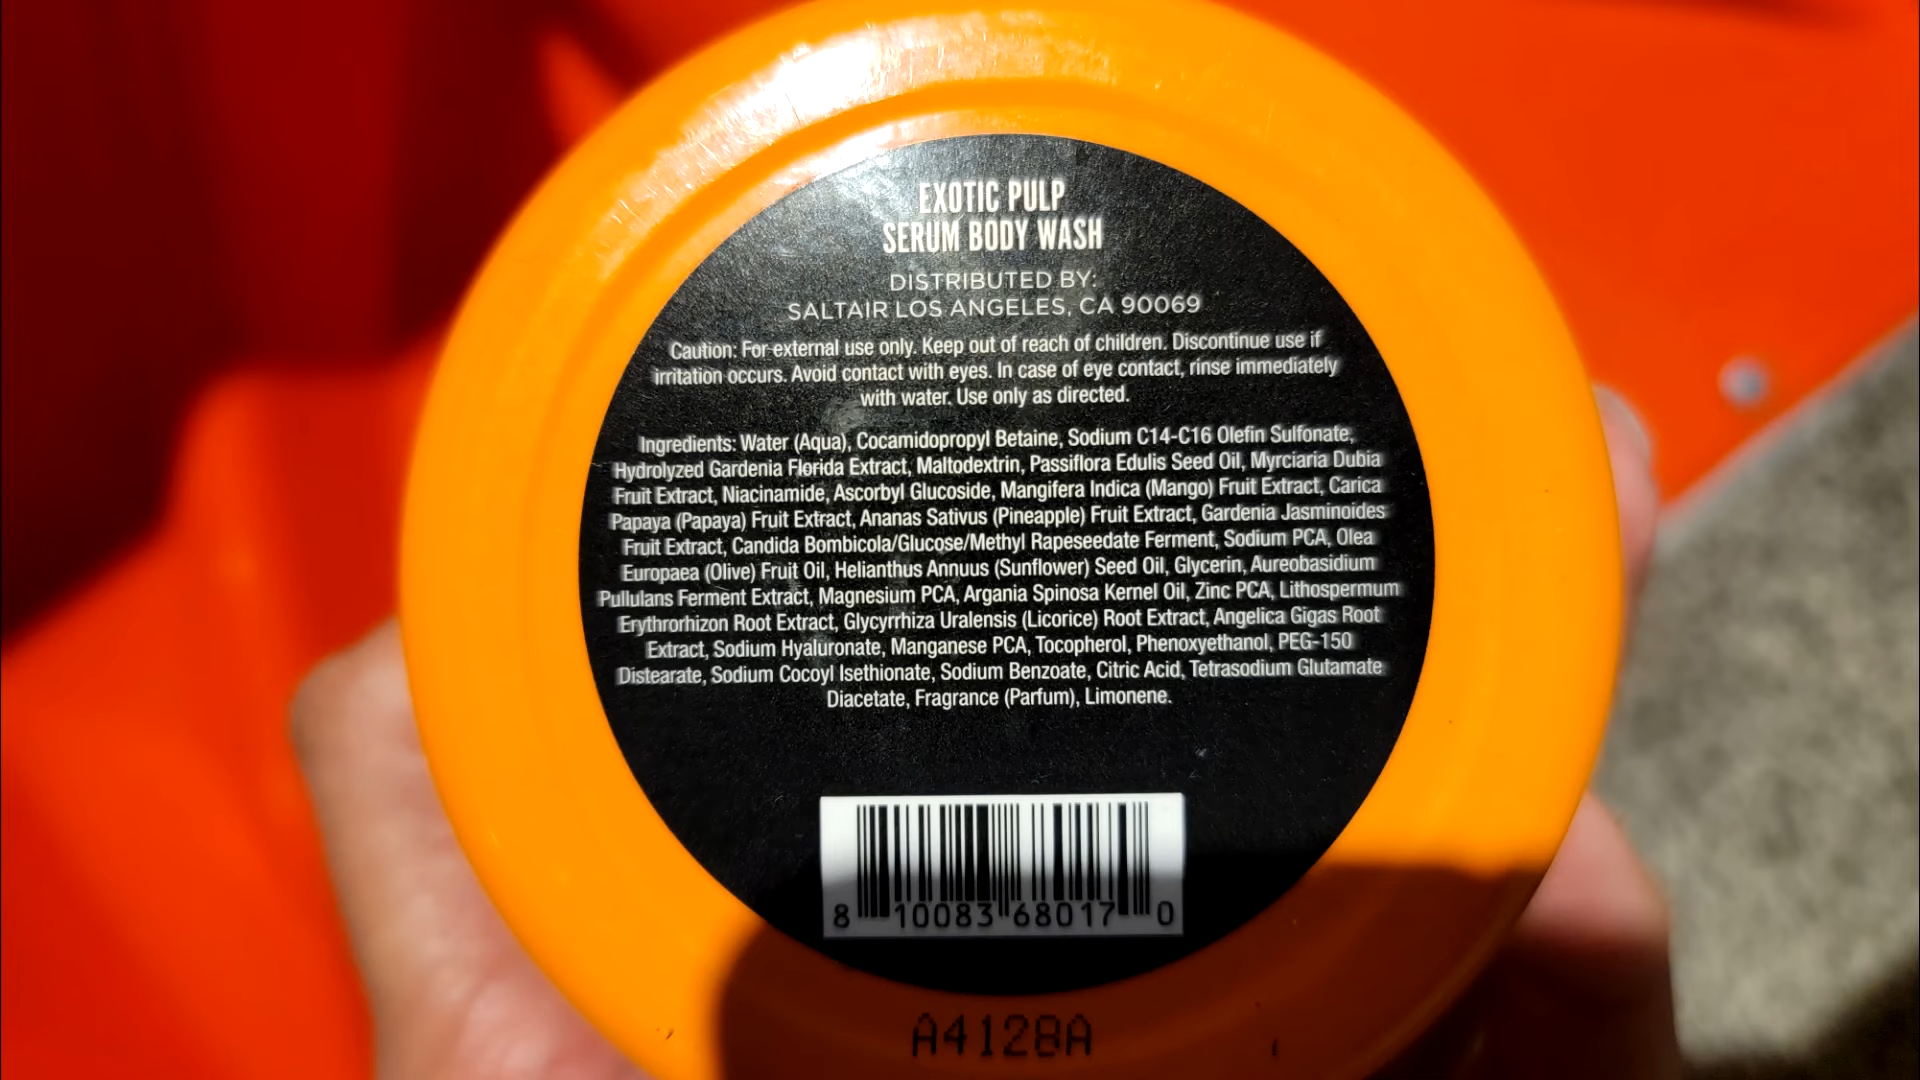 EXOTIC PULP
SERUM BODY WASH
DISTRIBUTED BY:
SALTAIR LOS ANGELES, CA 90069
Caution: For external use only. Keep out of reach of children. Discontinue use if
irritation occurs. Avoid contact with eyes. In case of eye contact, rinse immediately
with water. Use only as directed.
Ingredients: Water (Aqua), Cocamidopropyl Betaine, Sodium C14-C16 Olefin Sulfonate,
Hydrolyzed Gardenia Florida Extract, Maltodextrin, Passiflora Edulis Seed Oil, Myrciaria Dubia
Fruit Extract, Niacinamide, Ascorbyl Glucoside, Mangifera Indica (Mango) Fruit Extract, Carica
Papaya (Papaya) Fruit Extract, Ananas Sativus (Pineapple) Fruit Extract, Gardenia Jasminoides
Fruit Extract, Candida Bombicola/Glucose/Methyl Rapeseedate Ferment, Sodium PCA, Olea
Europaea (Olive) Fruit Oil, Helianthus Annuus (Sunflower) Seed Oil, Glycerin, Aureobasidium
Pullulans Ferment Extract, Magnesium PCA, Argania Spinosa Kernel Oil, Zinc PCA, Lithospermum
Erythrorhizon Root Extract, Glycyrrhiza Uralensis (Licorice) Root Extract, Angelica Gigas Root
Extract, Sodium Hyaluronate, Manganese PCA, Tocopherol, Phenoxyethanol, PEG-150
Distearate, Sodium Cocoyl Isethionate, Sodium Benzoate, Citric Acid, Tetrasodium Glutamate
Diacetate, Fragrance (Parfum), Limonene.
8 10083 68017 0
A4128A